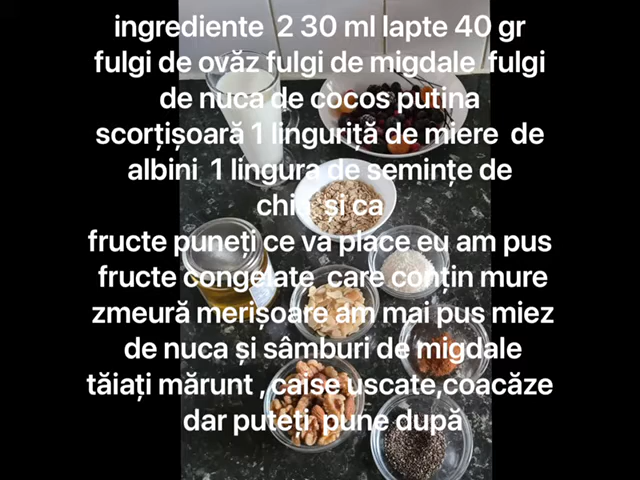 ingrediente 2 30 ml lapte 40 gr
fulgi de ovăz fulgi de migdale fulgi
de nuca de cocos putina
scorțișoară 1 linguriță de miere de
albini 1 lingura de semințe de
chia și ca
fructe puneți ce va place eu am pus
fructe congelate care conțin mure
zmeură merișoare am mai pus miez
de nuca și sâmburi de migdale
tăiați mărunt , caise uscate,coacăze
dar puteți pune după